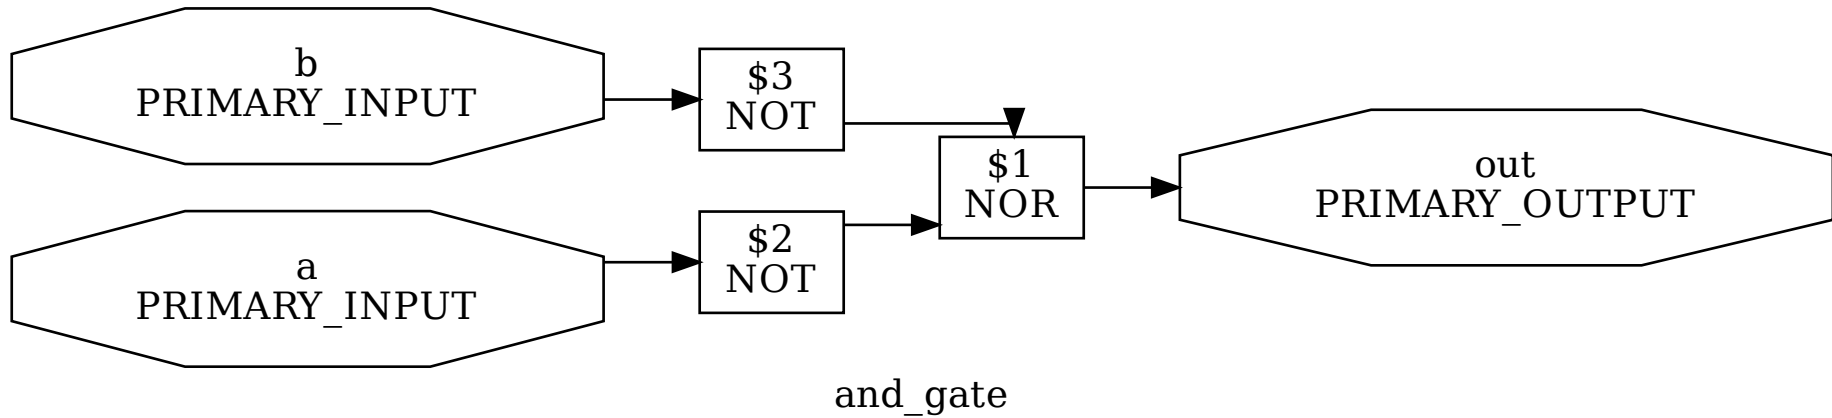 b
PRIMARY_INPUT
$3
NOT
$1
NOR
out
PRIMARY_OUTPUT
a
PRIMARY_INPUT
$2
NOT
and_gate